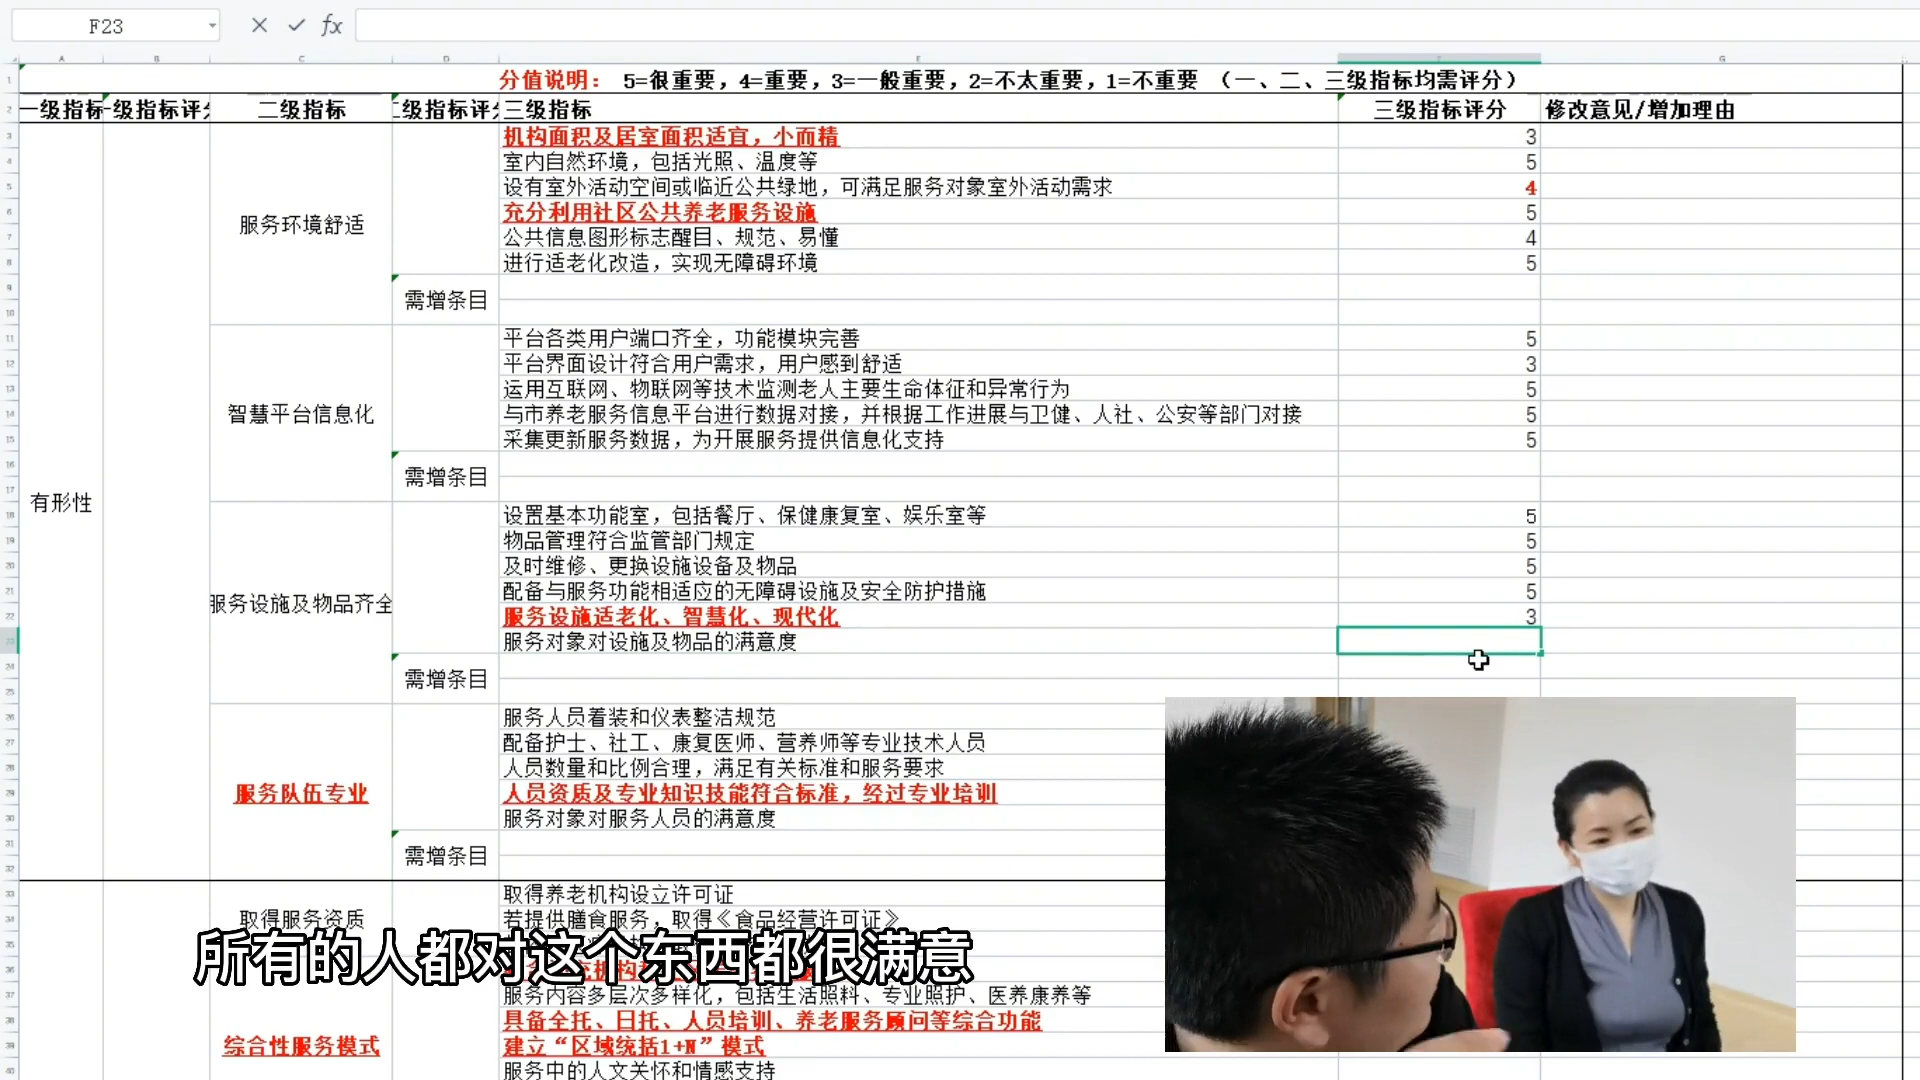 F23
fx
分值说明： 5=很重要，4=重要，3=一般重要，2=不太重要，1=不重要 （一、二、三级指标均需评分）
一级指标 一级指标评分 二级指标 二级指标评分 三级指标 三级指标评分 修改意见/增加理由
机构面积及居室面积适宜，小而精 3
室内自然环境，包括光照、温度等 5
设有室外活动空间或临近公共绿地，可满足服务对象室外活动需求 4
充分利用社区公共养老服务设施 5
服务环境舒适
公共信息图形标志醒目、规范、易懂 4
进行适老化改造，实现无障碍环境 5
需增条目
平台各类用户端口齐全，功能模块完善 5
平台界面设计符合用户需求，用户感到舒适 3
运用互联网、物联网等技术监测老人主要生命体征和异常行为 5
智慧平台信息化 与市养老服务信息平台进行数据对接，并根据工作进展与卫健、人社、公安等部门对接 5
采集更新服务数据，为开展服务提供信息化支持 5
需增条目
有形性
设置基本功能室，包括餐厅、保健康复室、娱乐室等 5
物品管理符合监管部门规定 5
及时维修、更换设施设备及物品 5
配备与服务功能相适应的无障碍设施及安全防护措施 5
服务设施及物品齐全
服务设施适老化、智慧化、现代化 3
服务对象对设施及物品的满意度
需增条目
服务人员着装和仪表整洁规范
配备护士、社工、康复医师、营养师等专业技术人员
人员数量和比例合理，满足有关标准和服务要求
服务队伍专业 人员资质及专业知识技能符合标准，经过专业培训
服务对象对服务人员的满意度
需增条目
取得养老机构设立许可证
取得服务资质 若提供膳食服务，取得《食品经营许可证》
所有的人都对这个东西都很满意
服务内容多层次多样化，包括生活照料、专业照护、医养康养等
具备全托、日托、人员培训、养老服务顾问等综合功能
综合性服务模式 建立“区域统括1+N”模式
服务中的人文关怀和情感支持